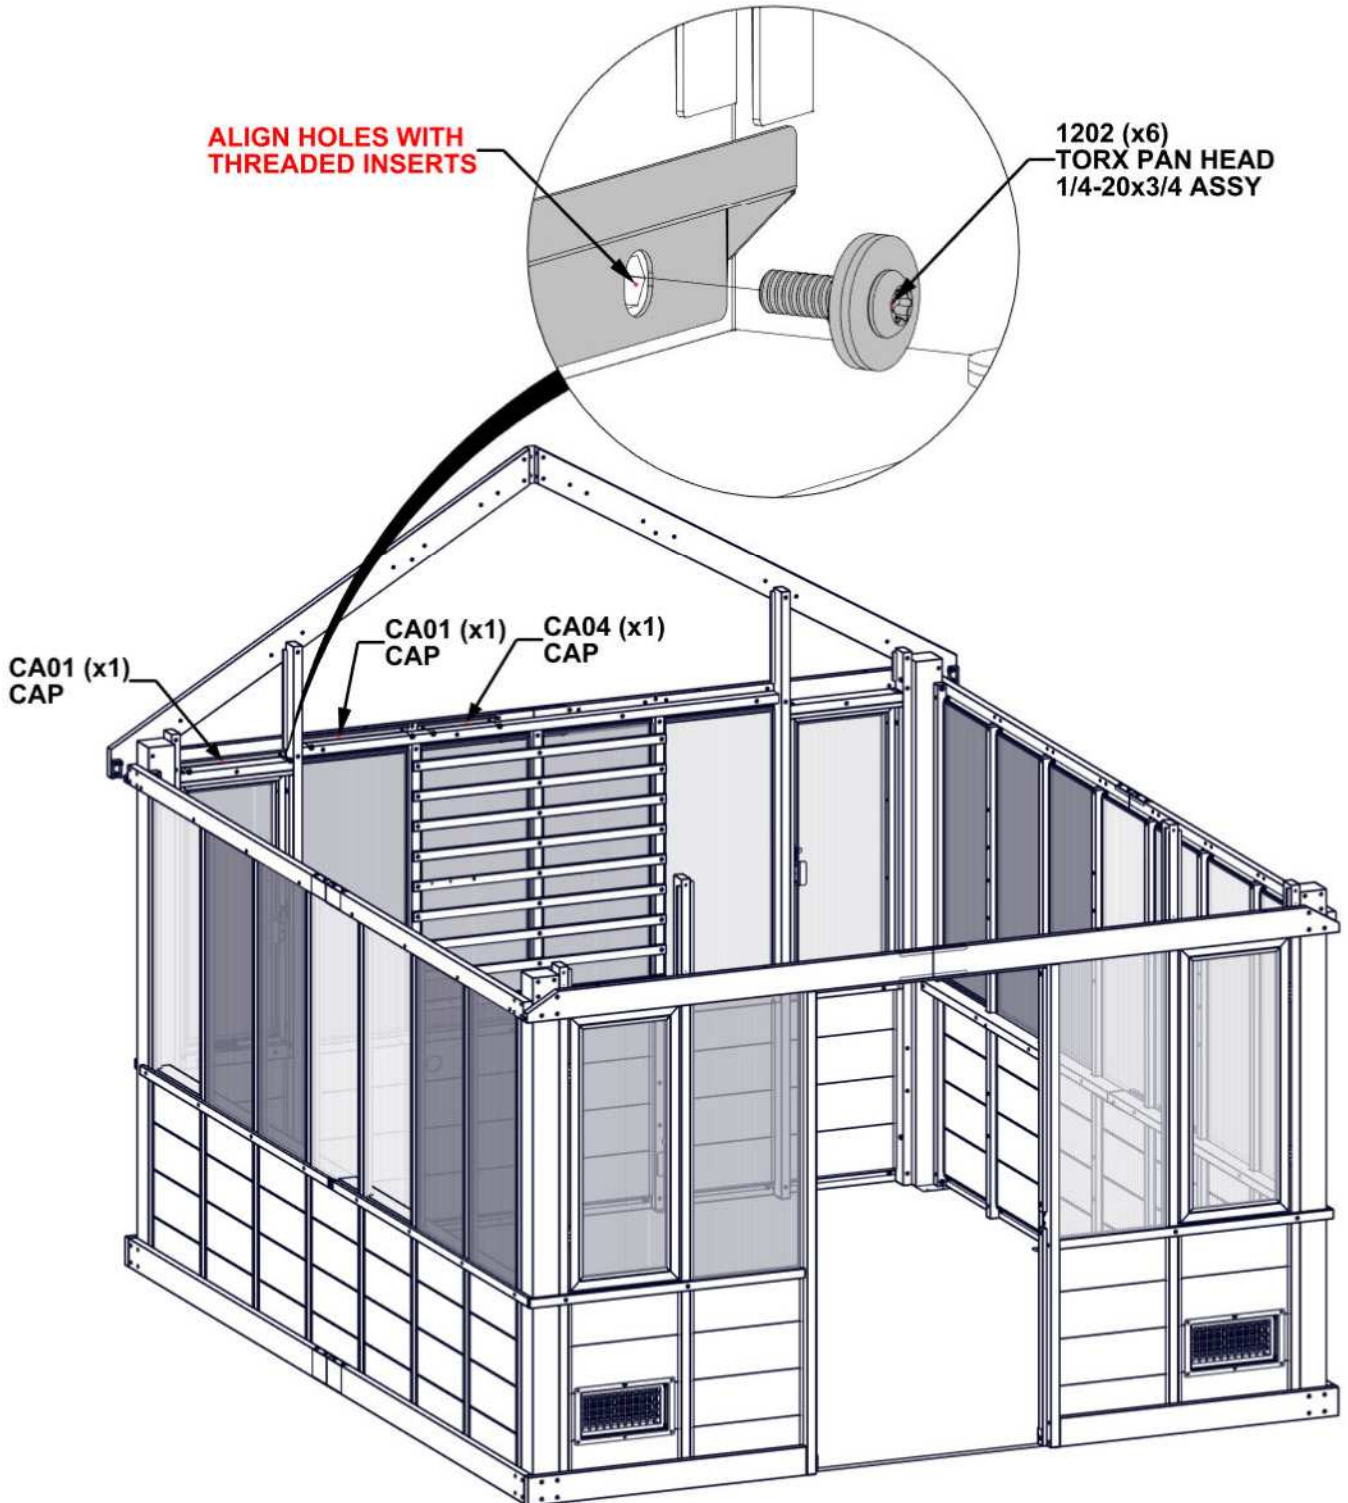 ALIGN HOLES WITH
THREADED INSERTS
1202 (x6)
TORX PAN HEAD
1/4-20x3/4 ASSY
CA01 (x1)
CAP
CA04 (x1)
CAP
CA01 (x1)
CAP